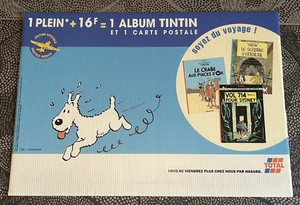 1 PLEIN* + 16F = 1 ALBUM TINTIN
ET 1 CARTE POSTALE
soyez du voyage !
LE SCEPTRE
D'OTTOKAR
LE CRABE
AUX PINCES D'OR
VOL 714
POUR SYDNEY
TOTAL
VOUS NE VIENDREZ PLUS CHEZ NOUS PAR HASARD.